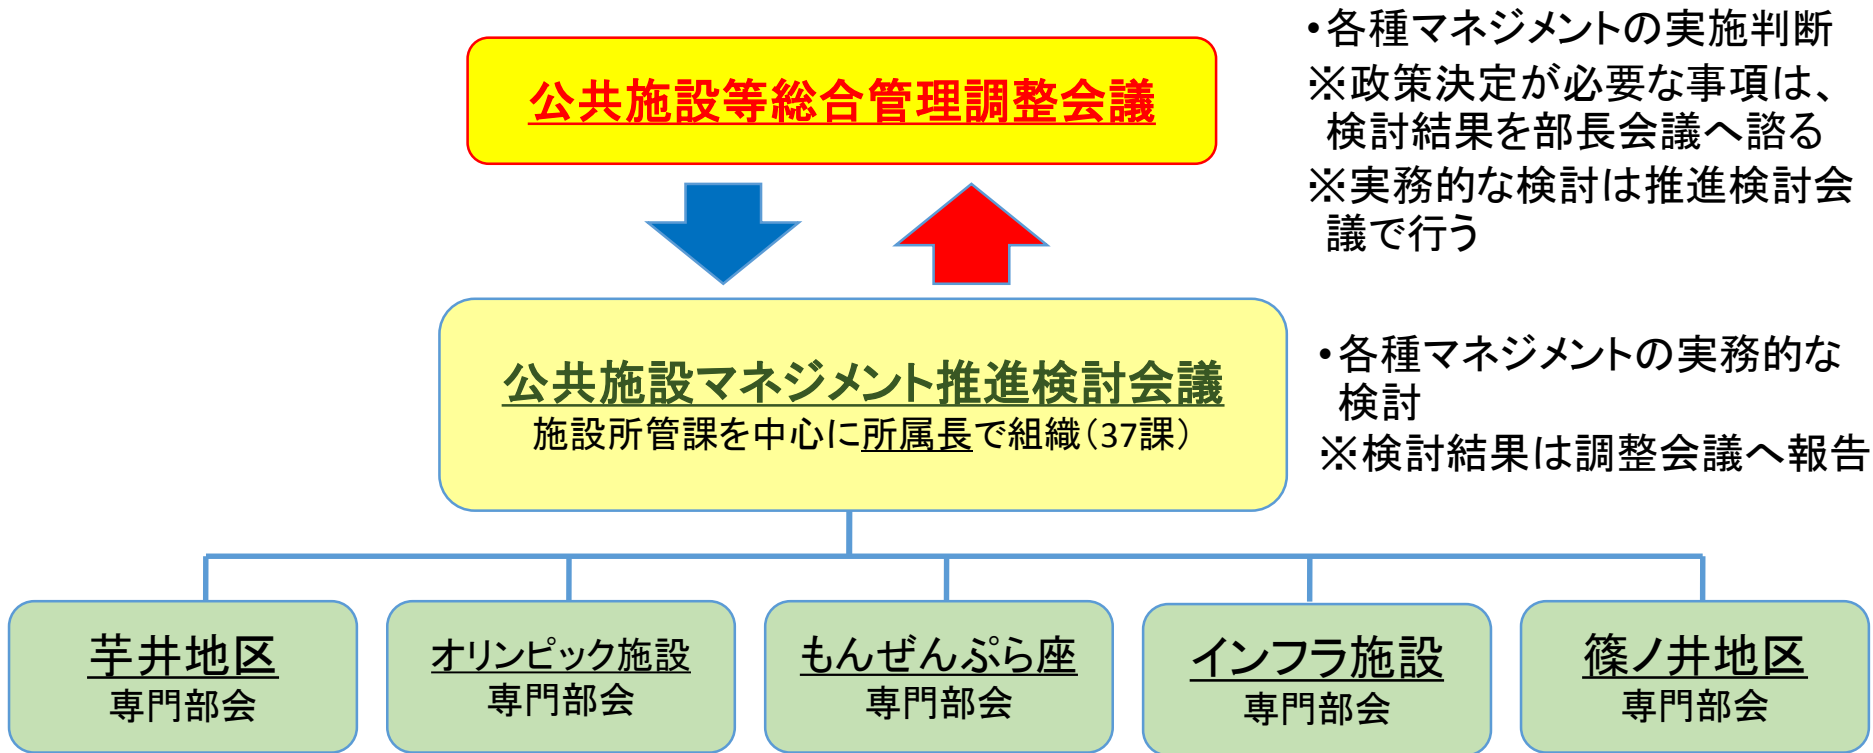 公共施設等総合管理調整会議
・各種マネジメントの実施判断
※政策決定が必要な事項は、
検討結果を部長会議へ諮る
※実務的な検討は推進検討会
議で行う
公共施設マネジメント推進検討会議
施設所管課を中心に所属長で組織(37課)
・各種マネジメントの実務的な
検討
※検討結果は調整会議へ報告
芋井地区
専門部会
オリンピック施設
専門部会
もんぜんぷら座
専門部会
インフラ施設
専門部会
篠ノ井地区
専門部会